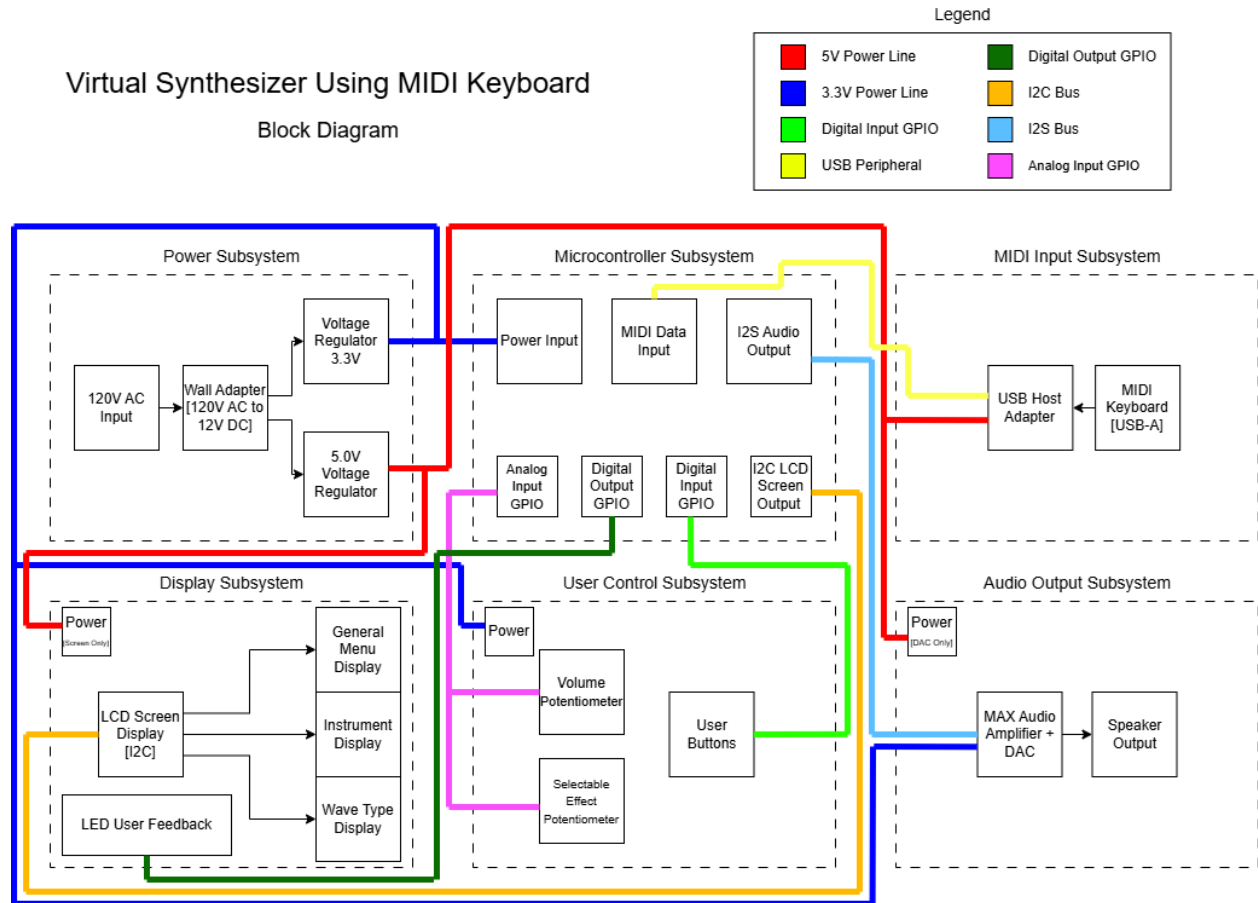 Legend
5V Power Line
Digital Output GPIO
3.3V Power Line
I2C Bus
Digital Input GPIO
I2S Bus
USB Peripheral
Analog Input GPIO
Virtual Synthesizer Using MIDI Keyboard
Block Diagram
Power Subsystem
120V AC
Input
Wall Adapter
[120V AC to
12V DC]
Voltage
Regulator
3.3V
5.0V
Voltage
Regulator
Microcontroller Subsystem
Power Input
MIDI Data
Input
I2S Audio
Output
Analog
Input
GPIO
Digital
Output
GPIO
Digital
Input
GPIO
I2C LCD
Screen
Output
MIDI Input Subsystem
USB Host
Adapter
MIDI
Keyboard
[USB-A]
Display Subsystem
Power
[Screen Only]
General
Menu
Display
LCD Screen
Display
[I2C]
Instrument
Display
Wave Type
Display
LED User Feedback
User Control Subsystem
Power
Volume
Potentiometer
User
Buttons
Selectable
Effect
Potentiometer
Audio Output Subsystem
Power
[DAC Only]
MAX Audio
Amplifier +
DAC
Speaker
Output